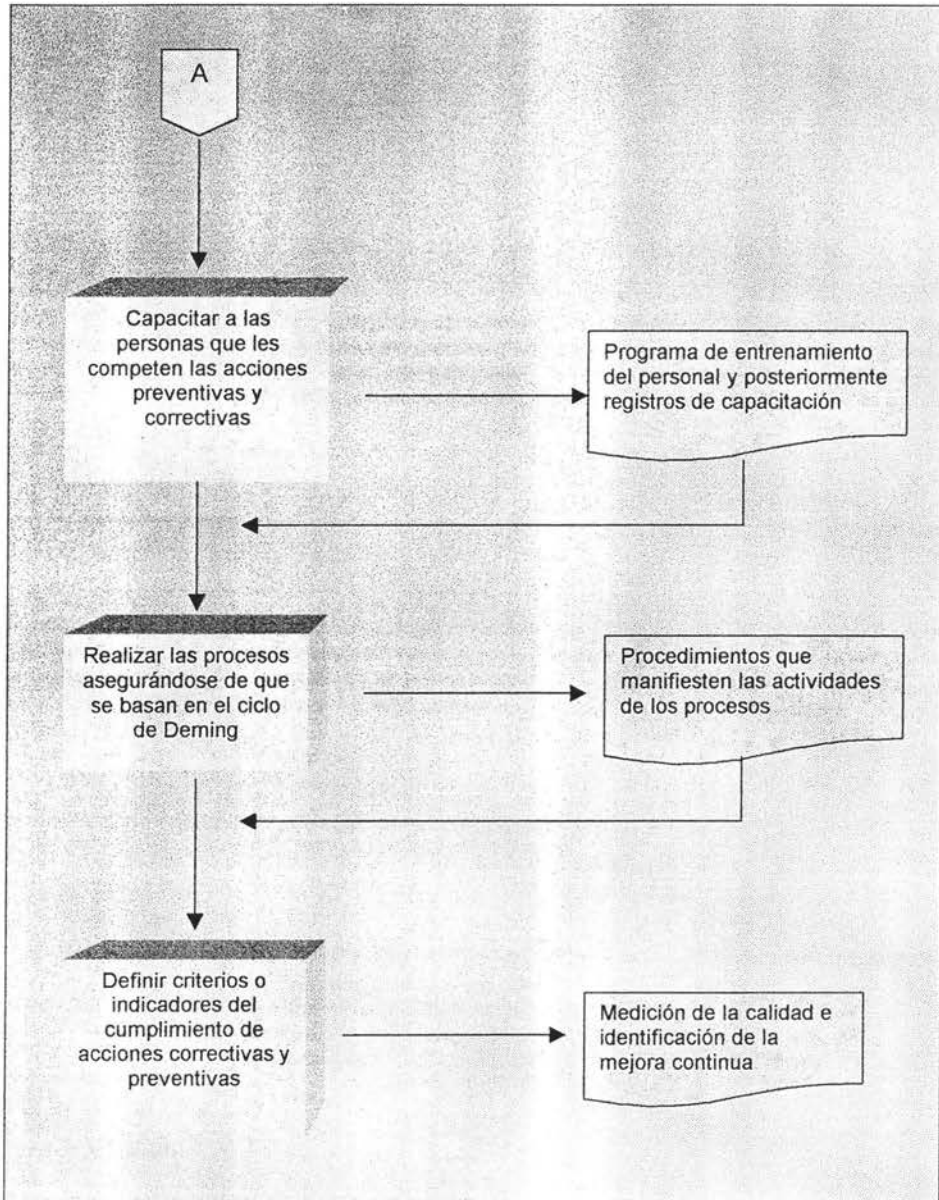 A
Capacitar a las
personas que les
competen las acciones
preventivas y
correctivas
Programa de entrenamiento
del personal y posteriormente
registros de capacitación
Realizar las procesos
asegurándose de que
se basan en el ciclo
de Deming
Procedimientos que
manifiesten las actividades
de los procesos
Definir criterios o
indicadores del
cumplimiento de
acciones correctivas y
preventivas
Medición de la calidad e
identificación de la
mejora continua